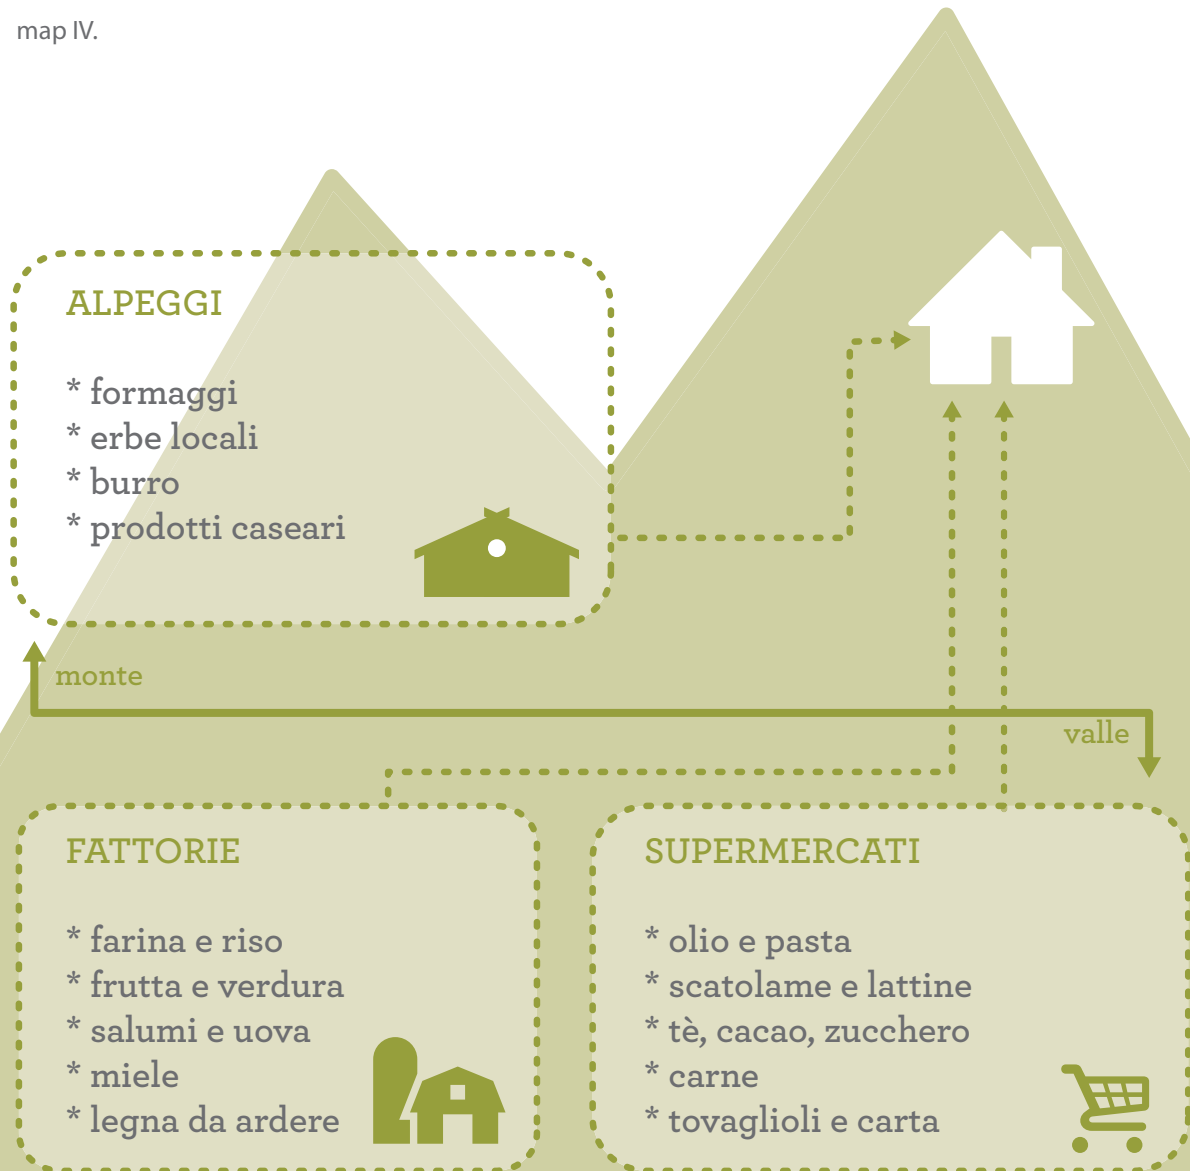 map IV.
ALPEGGI
* formaggi
* erbe locali
* burro
* prodotti caseari
monte
valle
FATTORIE
* farina e riso
* frutta e verdura
* salumi e uova
* miele
* legna da ardere
SUPERMERCATI
* olio e pasta
* scatolame e lattine
* tè, cacao, zucchero
* carne
* tovaglioli e carta